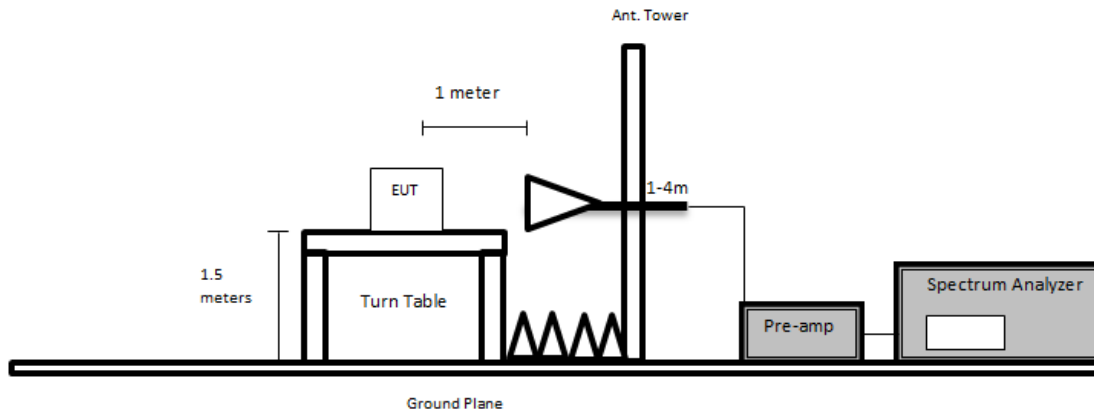 Ant. Tower
1 meter
EUT
1-4m
1.5
meters
Turn Table
Spectrum Analyzer
Pre-amp
Ground Plane